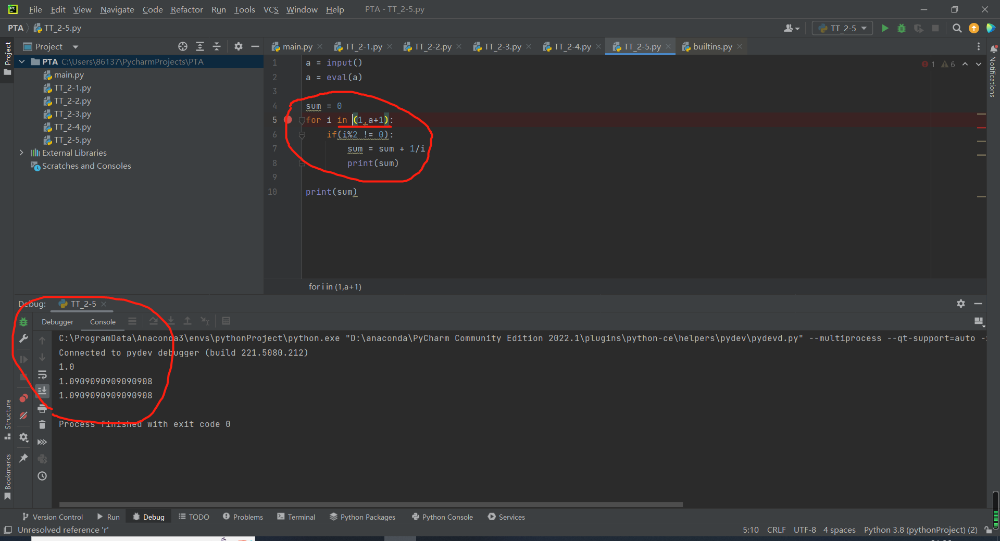 File Edit View Navigate Code Refactor Run Tools VCS Window Help PTA - TT_2-5.py
PTA TT_2-5.py TT_2-5
Project
Project main.py TT_2-1.py TT_2-2.py TT_2-3.py TT_2-4.py TT_2-5.py builtins.py
PTA C:\Users\86137\PycharmProjects\PTA
main.py
TT_2-1.py
TT_2-2.py
TT_2-3.py
TT_2-4.py
TT_2-5.py
External Libraries
Scratches and Consoles
1 a = input()
2 a = eval(a)
3
4 sum = 0
5 for i in (1,a+1):
6 if(i%2 != 0):
7 sum = sum + 1/i
8 print(sum)
9
10 print(sum)
1 6
Notifications
for i in (1,a+1)
Debug: TT_2-5
Debugger Console
C:\ProgramData\Anaconda3\envs\pythonProject\python.exe "D:\anaconda\PyCharm Community Edition 2022.1\plugins\python-ce\helpers\pydev\pydevd.py" --multiprocess --qt-support=auto
Connected to pydev debugger (build 221.5080.212)
1.0
1.0909090909090908
1.0909090909090908
Process finished with exit code 0
Structure
Bookmarks
Version Control Run Debug TODO Problems Terminal Python Packages Python Console Services
Unresolved reference 'r' 5:10 CRLF UTF-8 4 spaces Python 3.8 (pythonProject) (2)